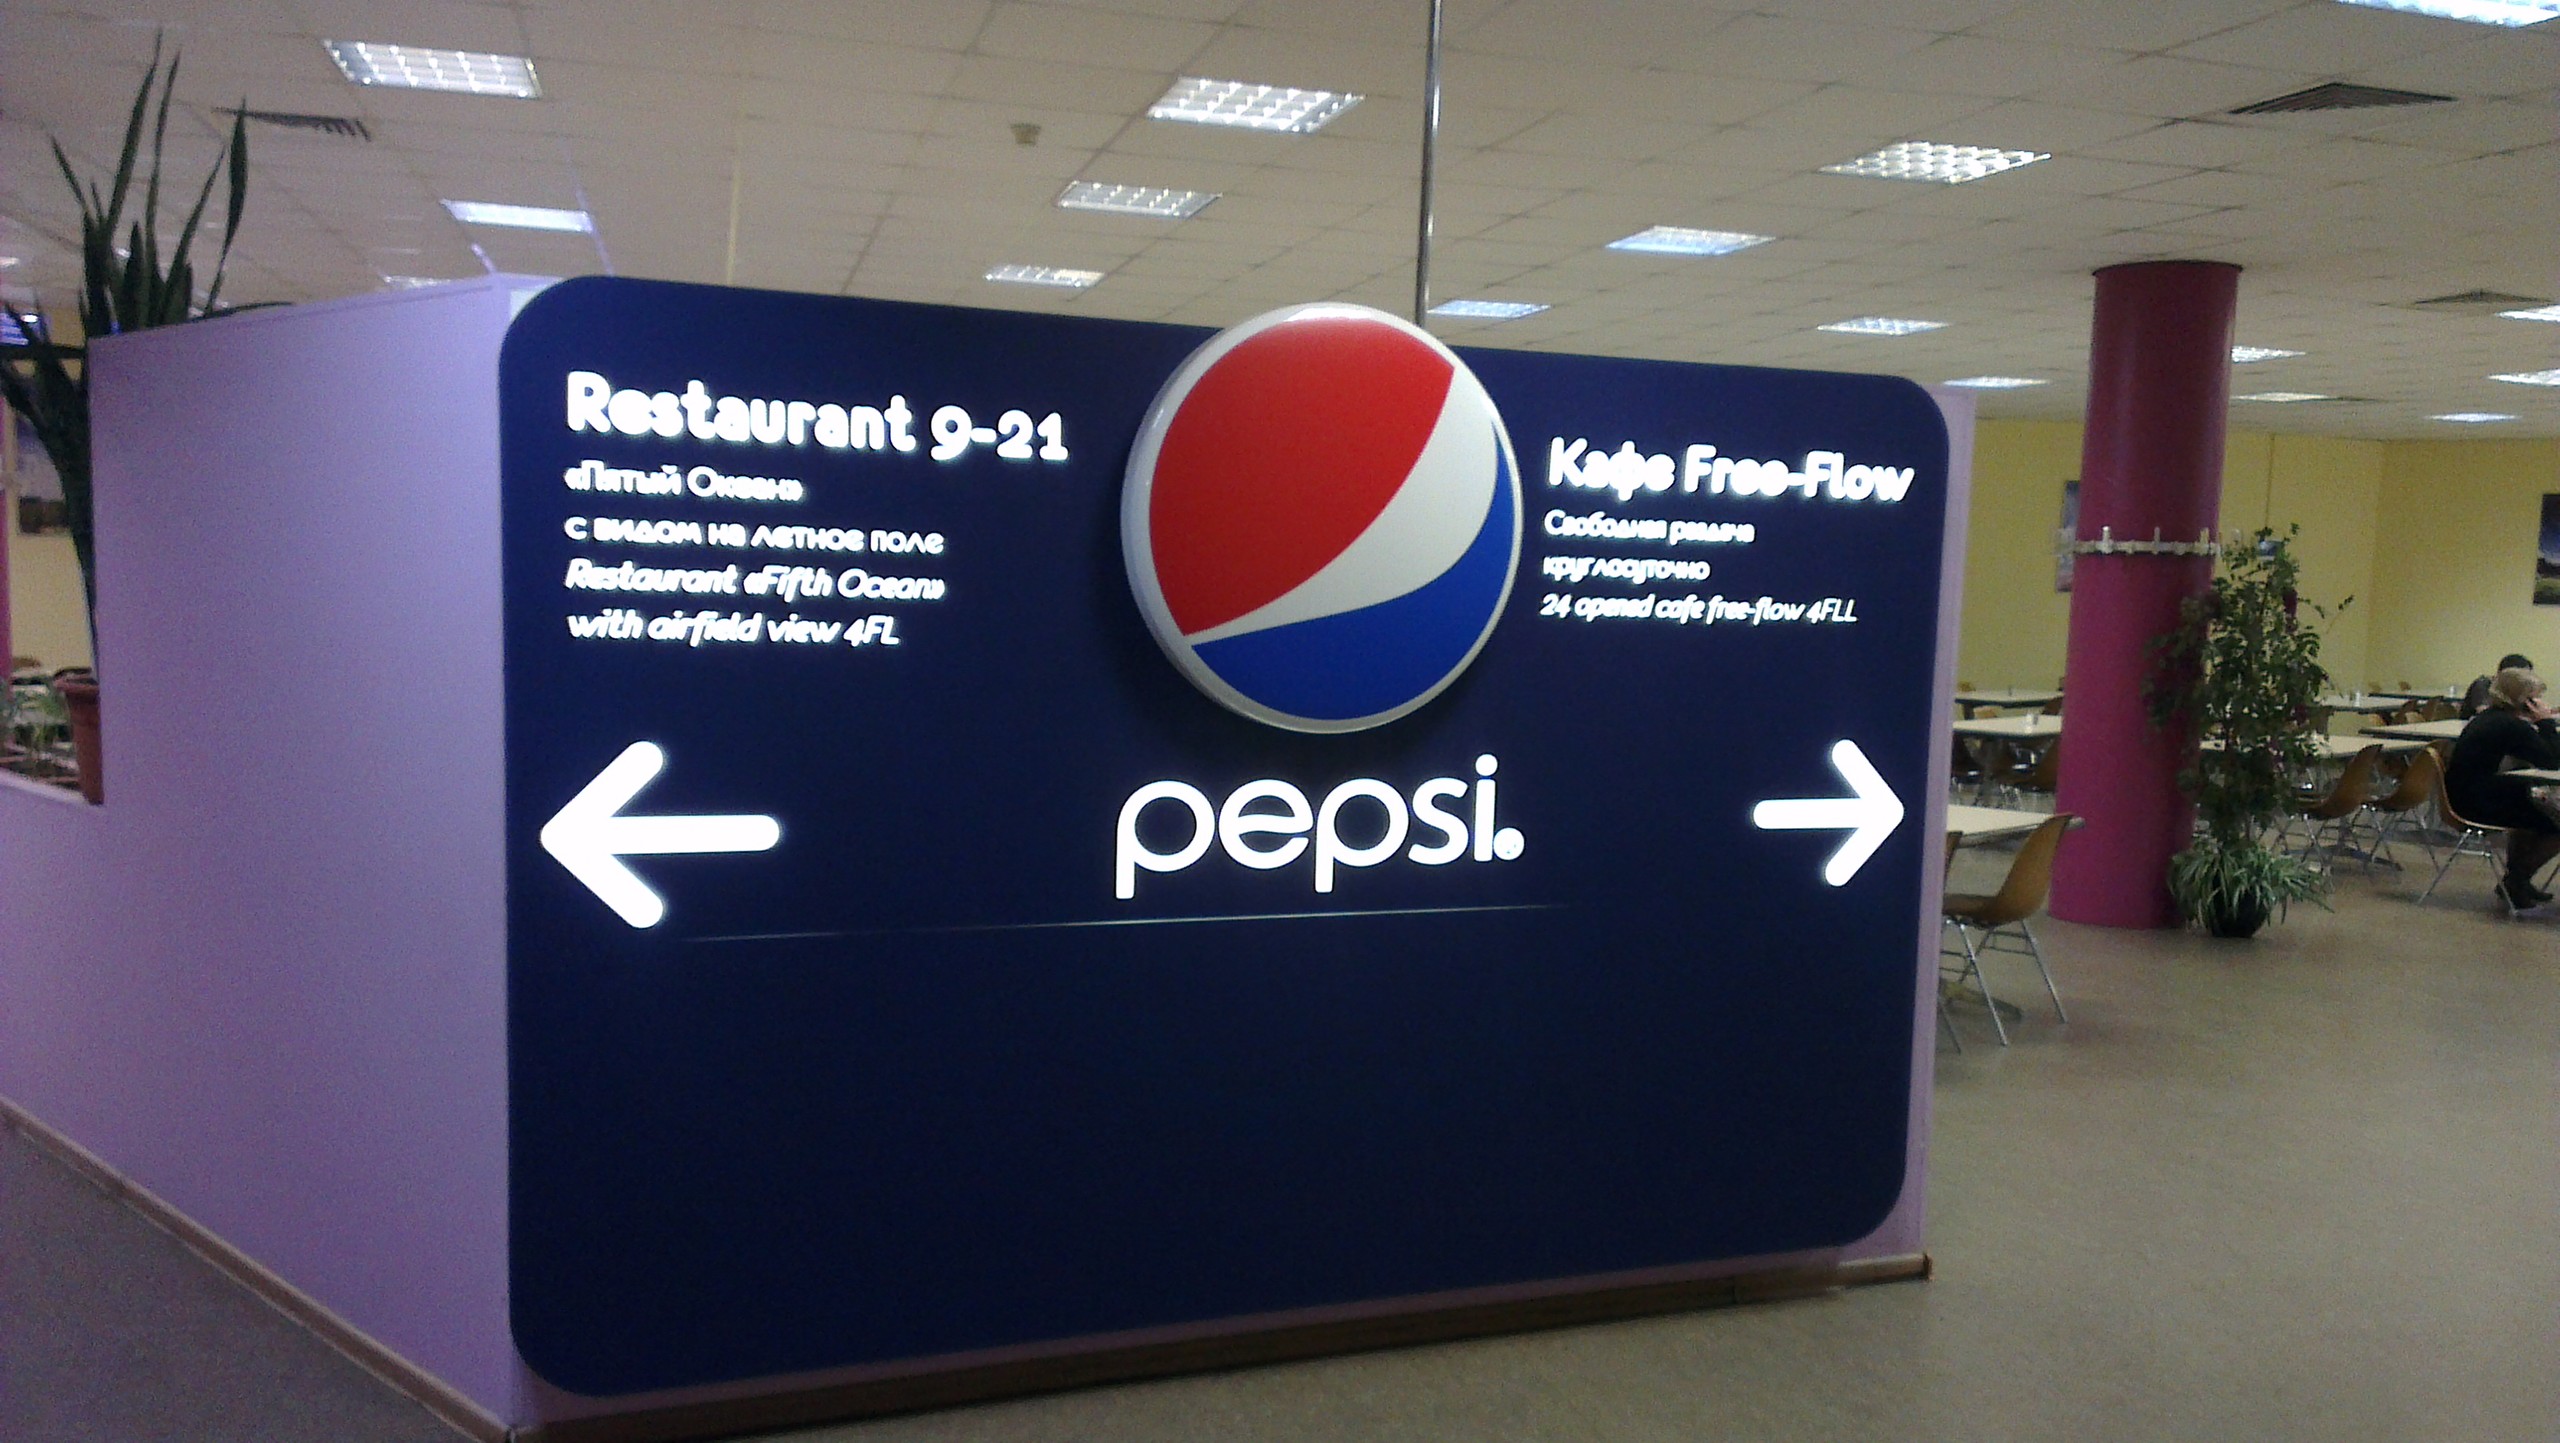 Restaurant 9-21
«Пятый Океан»
с видом на летное поле
Restaurant «Fifth Ocean»
with airfield view 4FL
Кафе Free-Flow
Свободная раздача
круглосуточно
24 opened cafe free-flow 4FLL
pepsi®